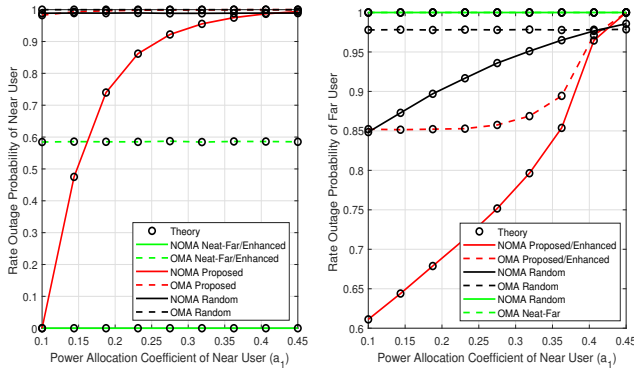 1
0.9
0.8
0.7
0.6
0.5
0.4
0.3
0.2
0.1
0
0.1
0.15
0.2
0.25
0.3
0.35
0.4
0.45
Rate Outage Probability of Near User
Power Allocation Coefficient of Near User (a1)
Theory
NOMA Neat-Far/Enhanced
OMA Neat-Far/Enhanced
NOMA Proposed
OMA Proposed
NOMA Random
OMA Random
1
0.95
0.9
0.85
0.8
0.75
0.7
0.65
0.6
0.1
0.15
0.2
0.25
0.3
0.35
0.4
0.45
Rate Outage Probability of Far User
Power Allocation Coefficient of Near User (a1)
Theory
NOMA Proposed/Enhanced
OMA Proposed/Enhanced
NOMA Random
OMA Random
NOMA Random
OMA Neat-Far